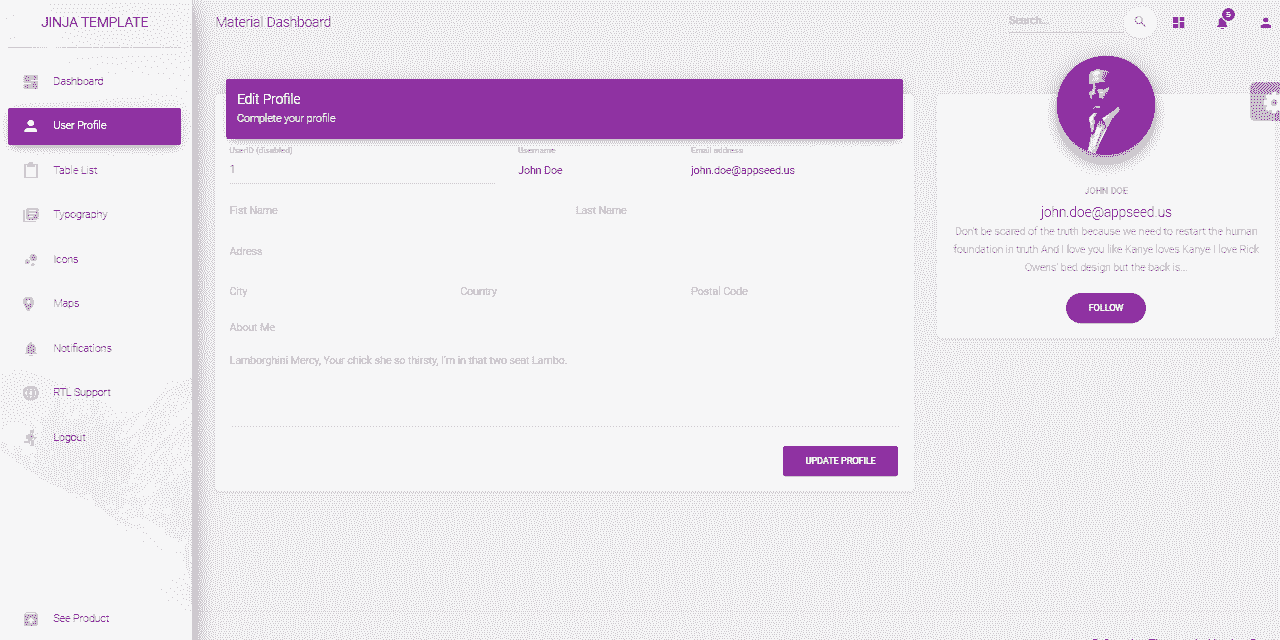 JINJA TEMPLATE
Dashboard
User Profile
Table List
Typography
Icons
Maps
Notifications
RTL Support
Logout
See Product
Material Dashboard
Search...
5
Edit Profile
Complete your profile
UserID (disabled)
Username
Email address
1
John Doe
john.doe@appseed.us
Fist Name
Last Name
Adress
City
Country
Postal Code
About Me
Lamborghini Mercy, Your chick she so thirsty, I'm in that two seat Lambo.
UPDATE PROFILE
JOHN DOE
john.doe@appseed.us
Don't be scared of the truth because we need to restart the human
foundation in truth And I love you like Kanye loves Kanye I love Rick
Owens' bed design but the back is...
FOLLOW